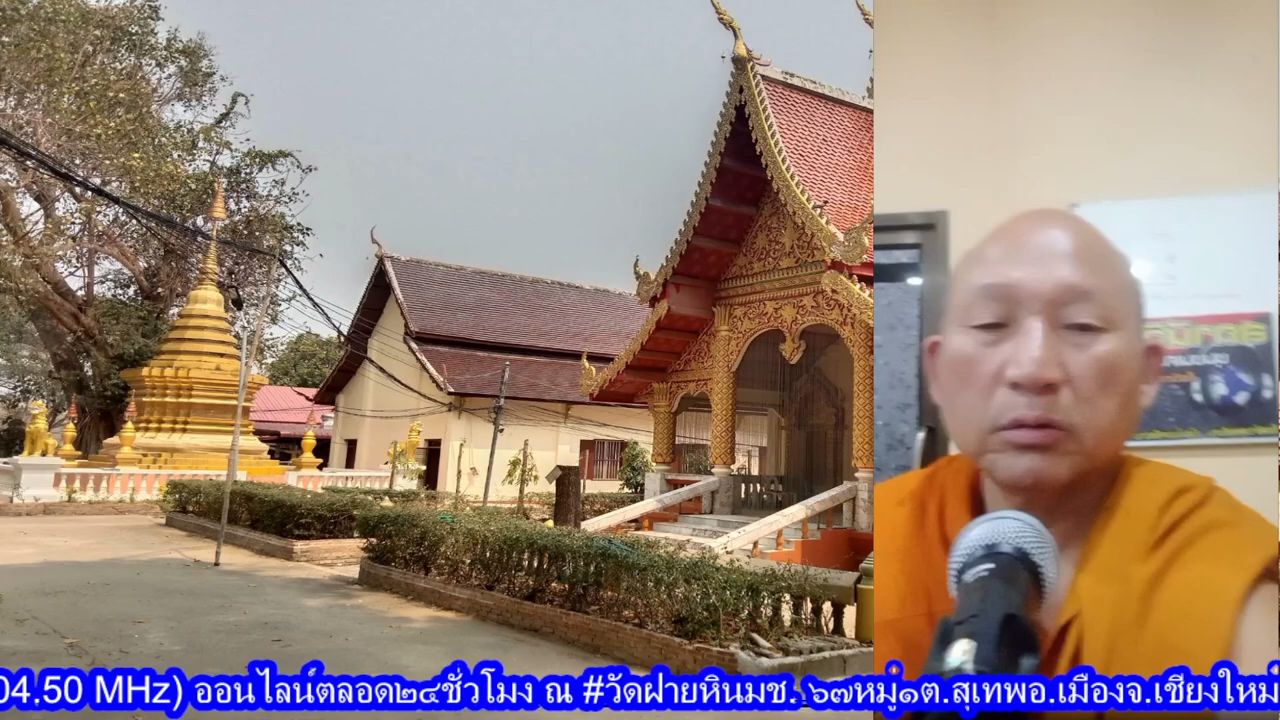 04.50 MHz) ออนไลน์ตลอด๒๔ชั่วโมง ณ #วัดฝายหินมช. ๖๓หมู่๑ต.สุเทพอ.เมืองจ.เชียงใหม่